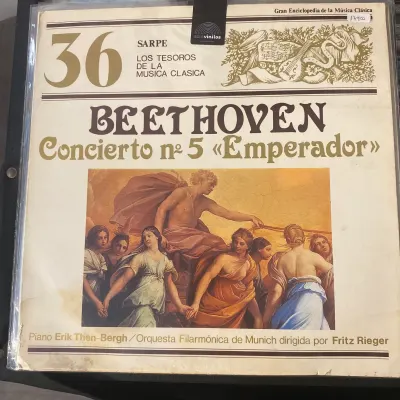 Gran Enciclopedia de la Música Clásica
36
SARPE
LOS TESOROS
DE LA
MUSICA CLASICA
BEETHOVEN
Concierto nº 5 «Emperador»
Piano Erik Then-Bergh/Orquesta Filarmónica de Munich dirigida por Fritz Rieger